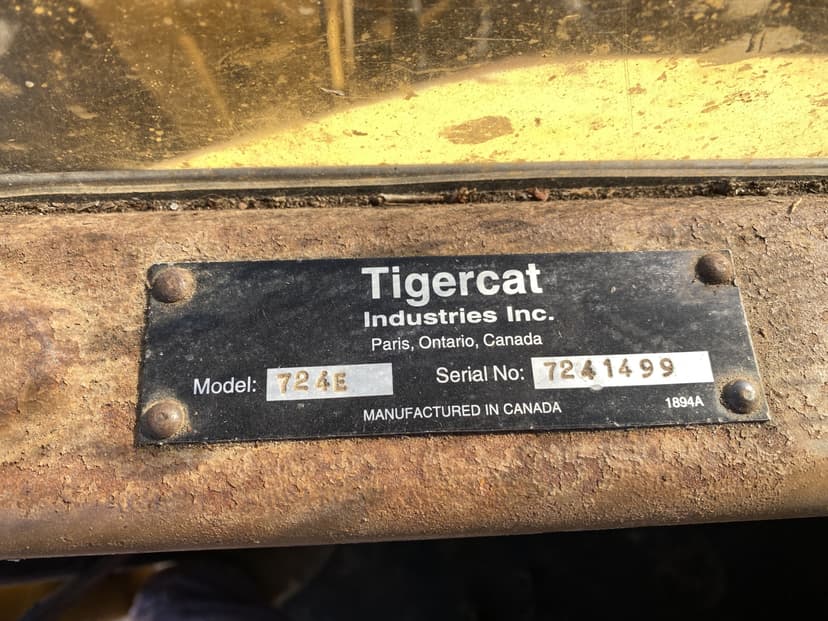 Tigercat
Industries Inc.
Paris, Ontario, Canada
Model: 724E Serial No: 7241499
MANUFACTURED IN CANADA 1894A